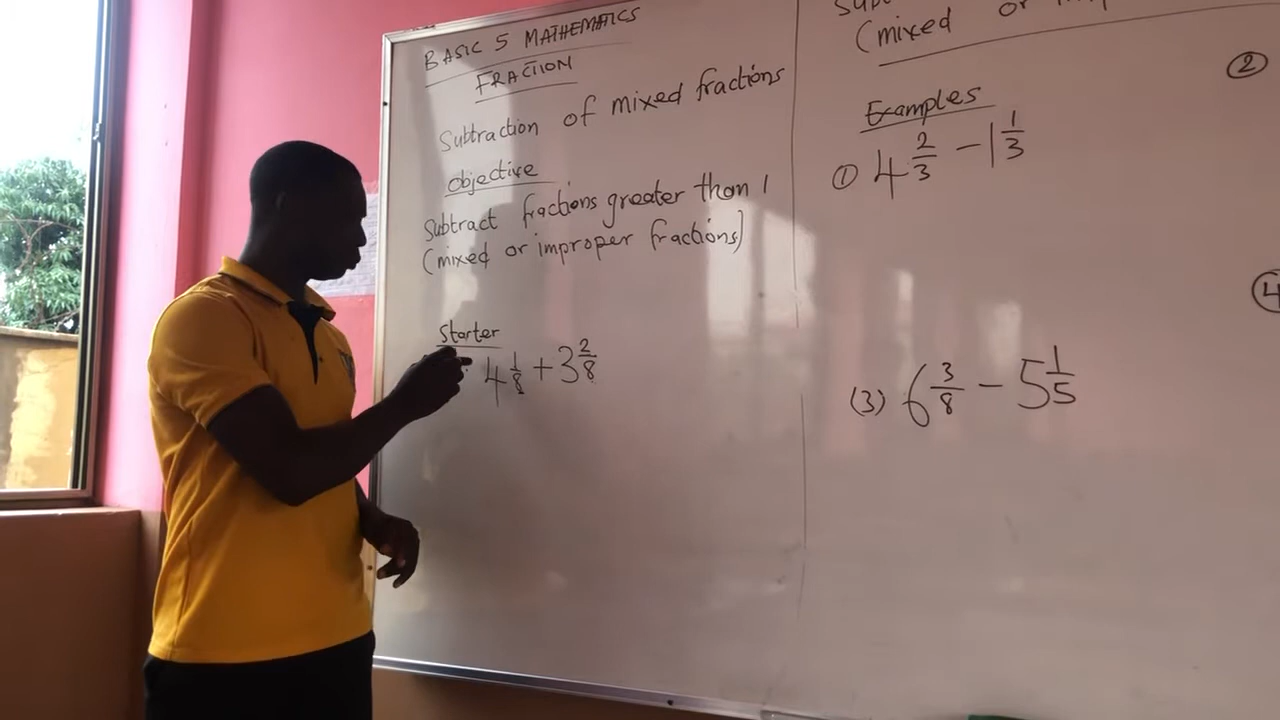 BASIC 5 MATHEMATICS
FRACTION
Subtraction of mixed fractions
Objective
Subtract fractions greater than 1
(mixed or improper fractions)
Starter
4 1/8 + 3 2/8
(mixed or
Examples
① 4 2/3 - 1 1/3
②
(3) 6 3/8 - 5 1/5
④